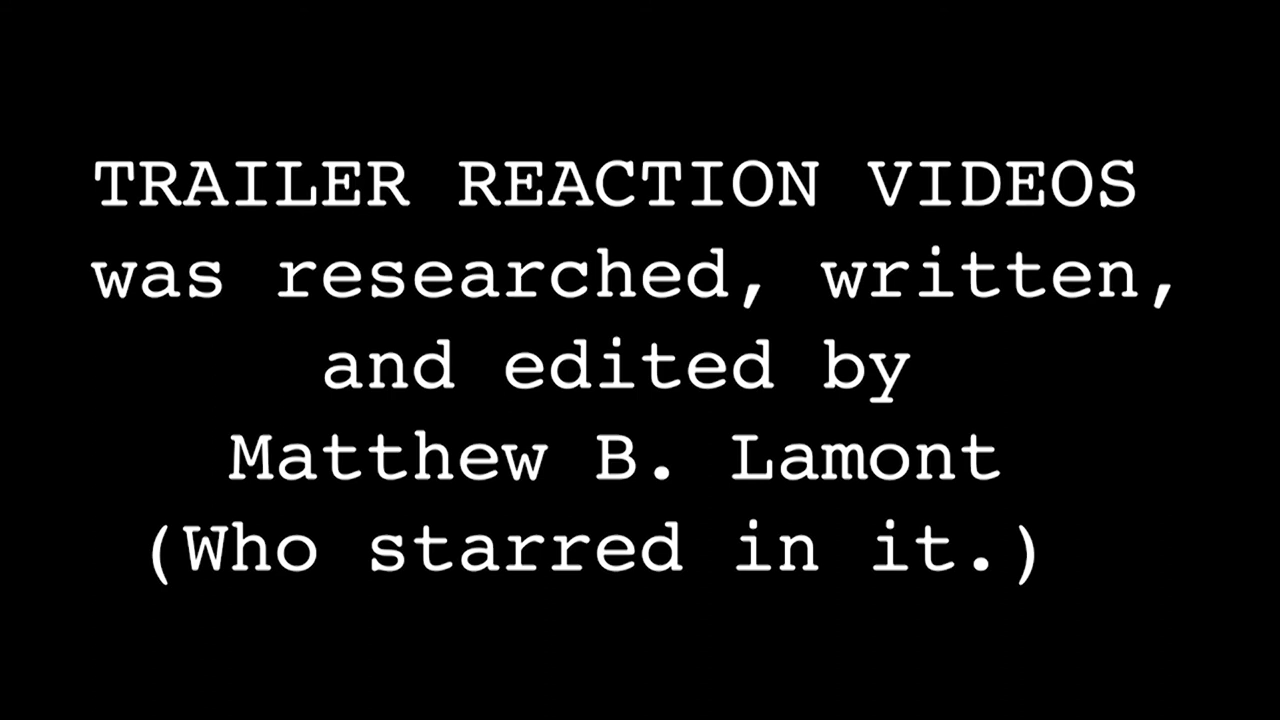 TRAILER REACTION VIDEOS
was researched, written,
and edited by
Matthew B. Lamont
(Who starred in it.)